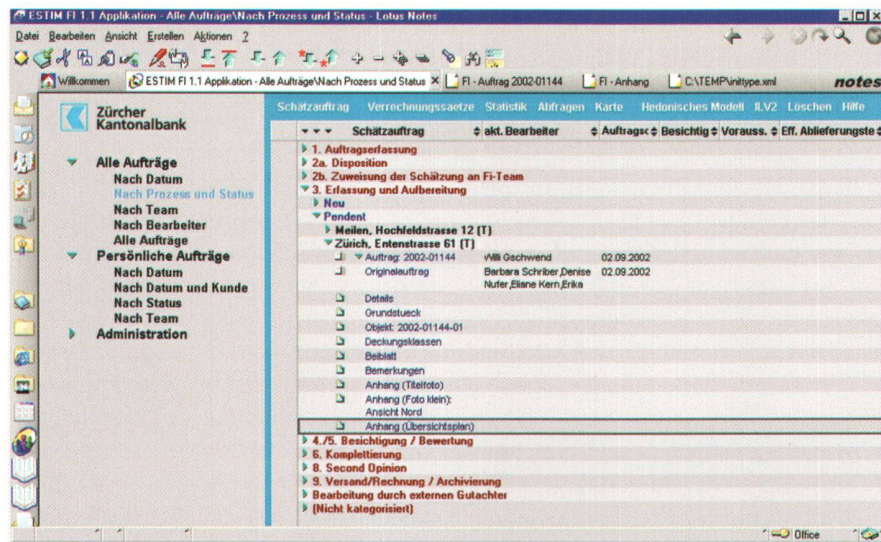 ESTIM FI 1.1 Applikation - Alle Aufträge\Nach Prozess und Status - Lotus Notes
Datei Bearbeiten Ansicht Erstellen Aktionen ?
Willkommen ESTIM FI 1.1 Applikation - Alle Aufträge\Nach Prozess und Status FI - Auftrag 2002-01144 FI - Anhang C:\TEMP\inittype.xml notes
Zürcher
Kantonalbank
Alle Aufträge
Nach Datum
Nach Prozess und Status
Nach Team
Nach Bearbeiter
Alle Aufträge
Persönliche Aufträge
Nach Datum
Nach Datum und Kunde
Nach Status
Nach Team
Administration
Schätzauftrag Verrechnungssaetze Statistik Abfragen Karte Hedonisches Modell ILV2 Löschen Hilfe
Schätzauftrag akt. Bearbeiter Auftragsc Besichtig Vorauss. Eff. Ablieferungste
1. Auftragserfassung
2a. Disposition
2b. Zuweisung der Schätzung an Fi-Team
3. Erfassung und Aufbereitung
Neu
Pendent
Meilen, Hochfeldstrasse 12 (T)
Zürich, Entenstrasse 61 (T)
Auftrag: 2002-01144 Willi Gschwend 02.09.2002
Originalauftrag Barbara Schriber,Denise 02.09.2002
Nufer,Eliane Kern,Erika
Details
Grundstueck
Objekt: 2002-01144-01
Deckungsklassen
Beiblatt
Bemerkungen
Anhang (Titelfoto)
Anhang (Foto klein):
Ansicht Nord
Anhang (Übersichtsplan)
4./5. Besichtigung / Bewertung
6. Komplettierung
8. Second Opinion
9. Versand/Rechnung / Archivierung
Bearbeitung durch externen Gutachter
(Nicht kategorisiert)
Office